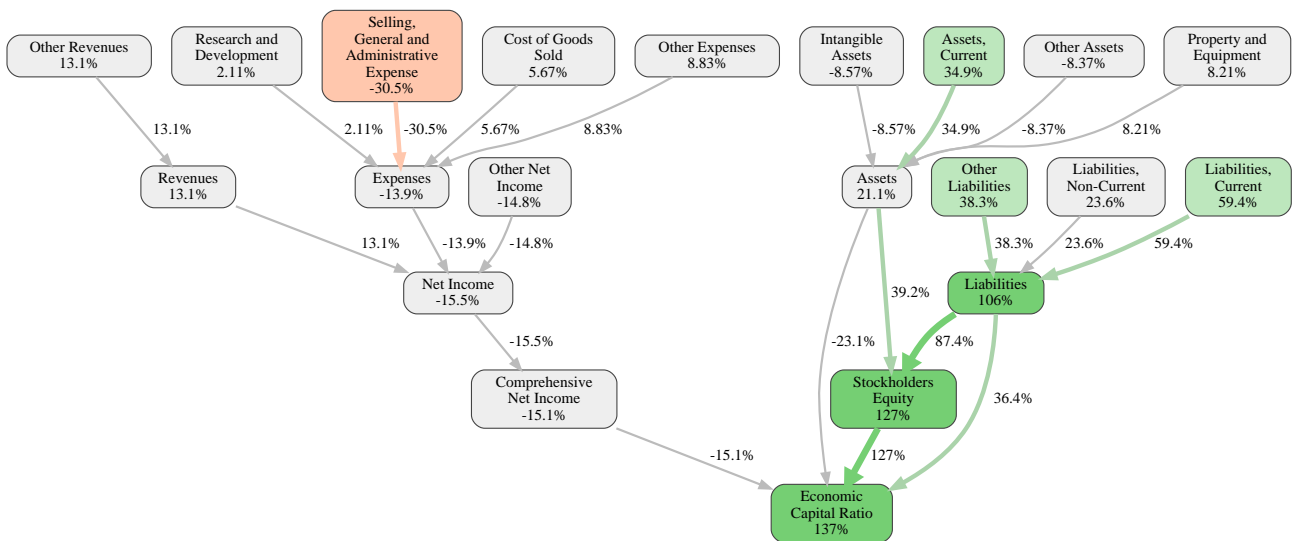 Other Revenues
13.1%
Research and
Development
2.11%
Selling,
General and
Administrative
Expense
-30.5%
Cost of Goods
Sold
5.67%
Other Expenses
8.83%
Intangible
Assets
-8.57%
Assets,
Current
34.9%
Other Assets
-8.37%
Property and
Equipment
8.21%
13.1%
2.11%
-30.5%
5.67%
8.83%
-8.57%
34.9%
-8.37%
8.21%
Revenues
13.1%
Expenses
-13.9%
Other Net
Income
-14.8%
Assets
21.1%
Other
Liabilities
38.3%
Liabilities,
Non-Current
23.6%
Liabilities,
Current
59.4%
13.1%
-13.9%
-14.8%
38.3%
23.6%
59.4%
Net Income
-15.5%
39.2%
Liabilities
106%
-15.5%
-23.1%
87.4%
Comprehensive
Net Income
-15.1%
Stockholders
Equity
127%
36.4%
-15.1%
127%
Economic
Capital Ratio
137%